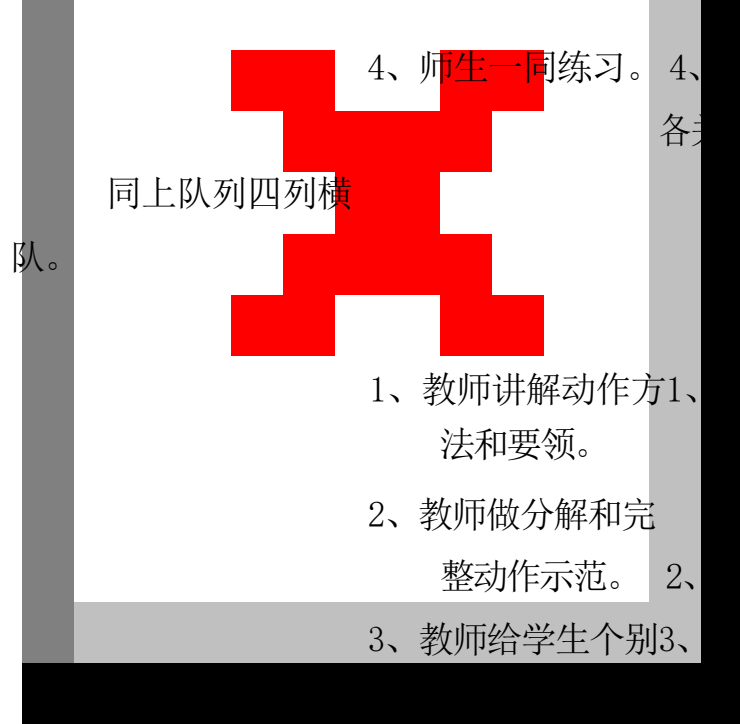 4、师生一同练习。 4、
各
同上队列四列横
队。
1、教师讲解动作方1、
法和要领。
2、教师做分解和完
整动作示范。 2、
3、教师给学生个别3、